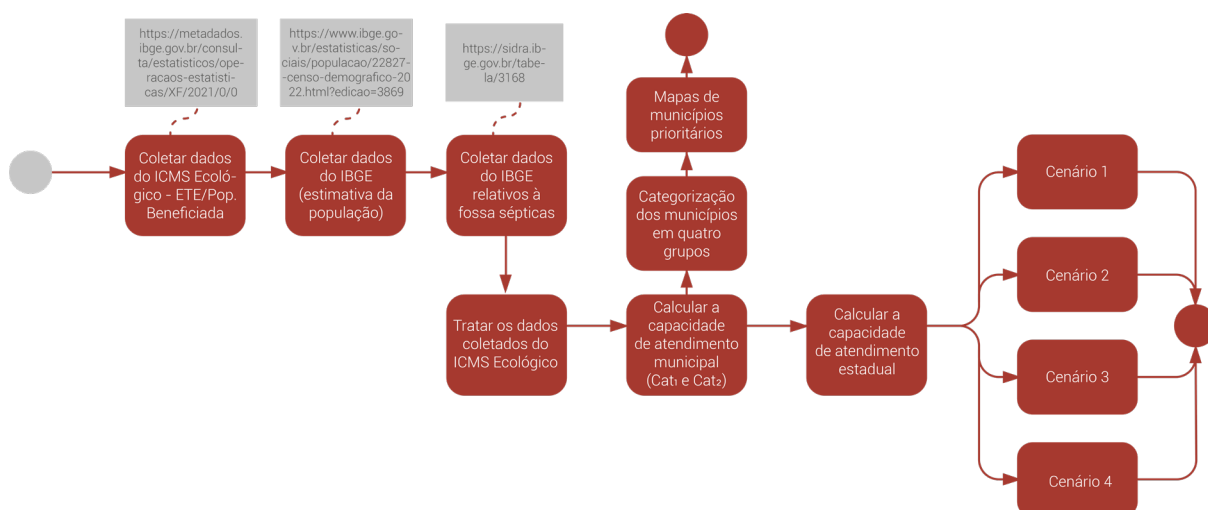 https://metadados.
ibge.gov.br/consul-
ta/estatisticos/ope-
racaos-estatisti-
cas/XF/2021/0/0
https://www.ibge.go-
v.br/estatisticas/so-
ciais/populacao/22827-
-censo-demografico-20
22.html?edicao=3869
https://sidra.ib-
ge.gov.br/tabe-
la/3168
Coletar dados
do ICMS Ecoló-
gico - ETE/Pop.
Beneficiada
Coletar dados
do IBGE
(estimativa da
população)
Coletar dados
do IBGE
relativos à
fossa sépticas
Mapas de
municípios
prioritários
Categorização
dos municípios
em quatro
grupos
Tratar os dados
coletados do
ICMS Ecológico
Calcular a
capacidade
de atendimento
municipal
(Cat₁ e Cat₂)
Calcular a
capacidade
de atendimento
estadual
Cenário 1
Cenário 2
Cenário 3
Cenário 4